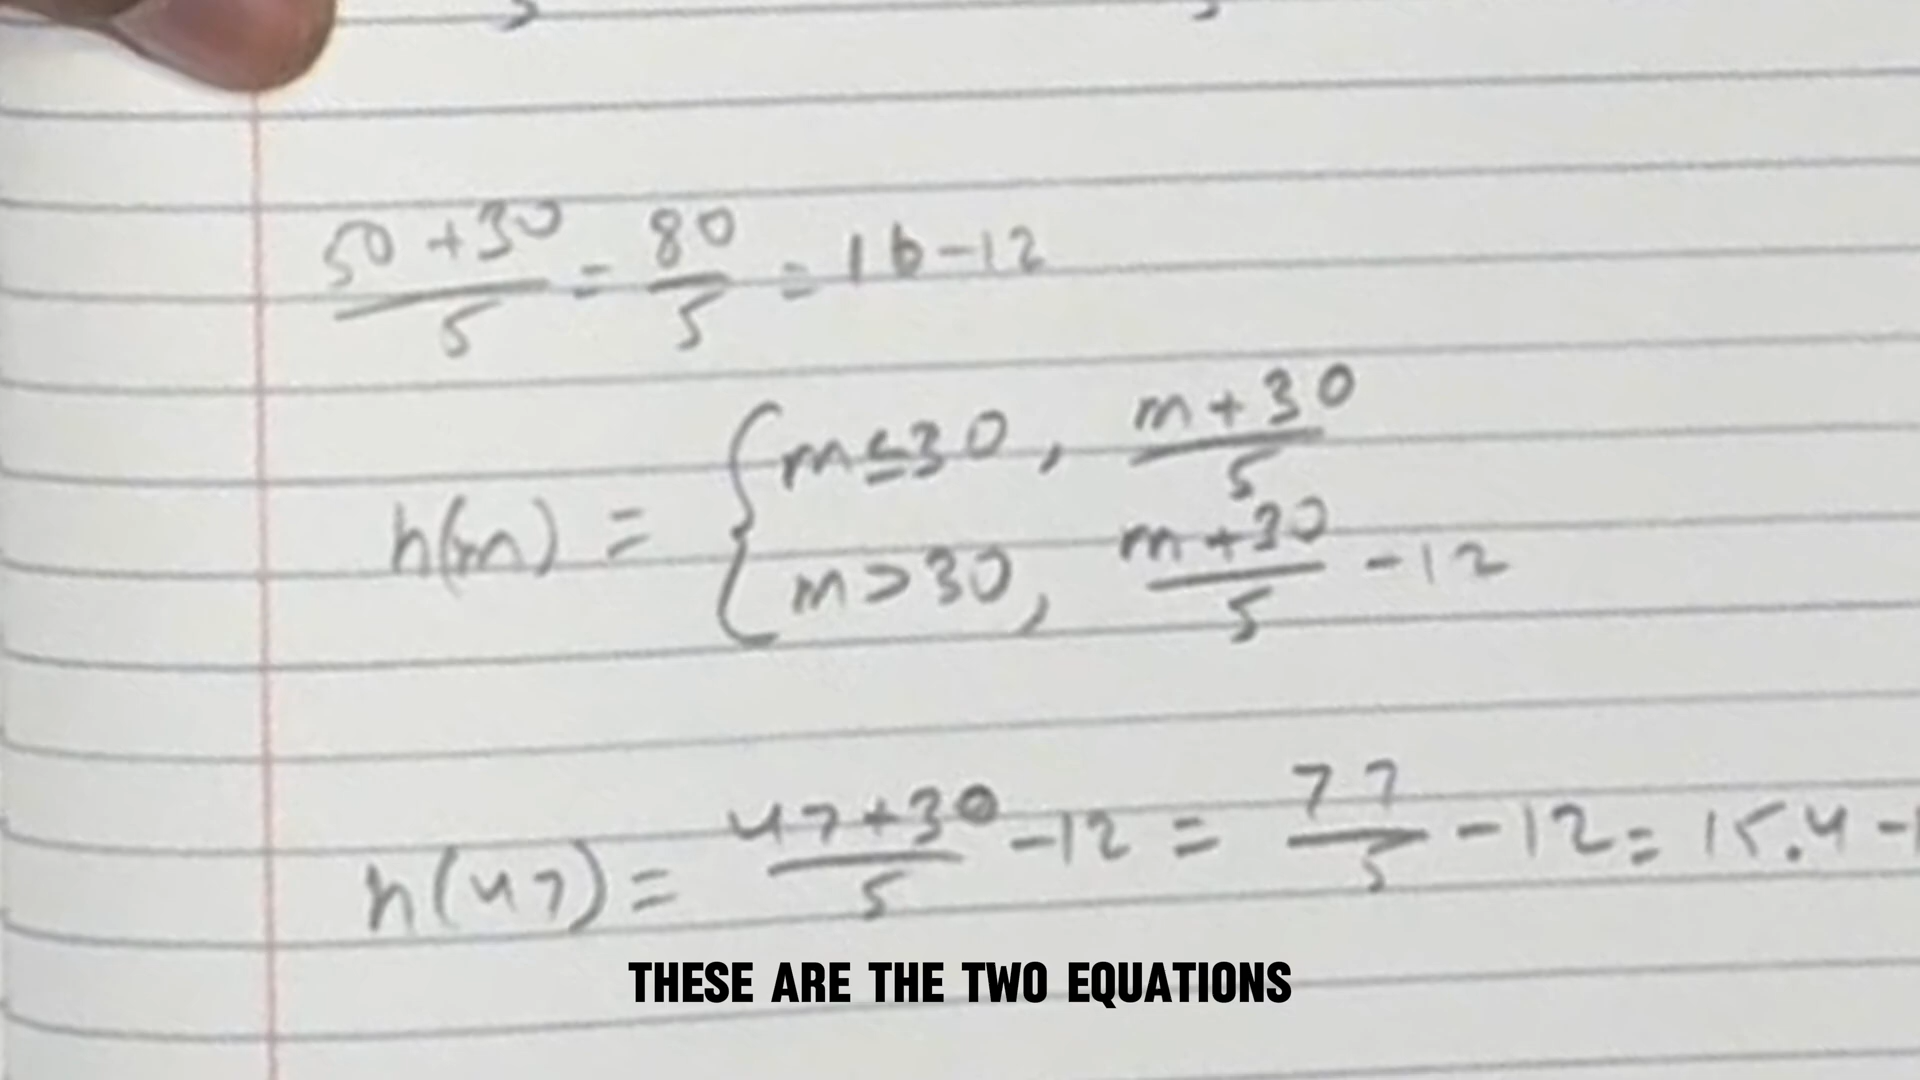 50+30/5 = 80/5 = 16-12
h(m) = { m≤30, m+30/5
m>30, m+30/5 -12
h(47) = 47+30/5 -12 = 77/5 -12 = 15.4 -
THESE ARE THE TWO EQUATIONS